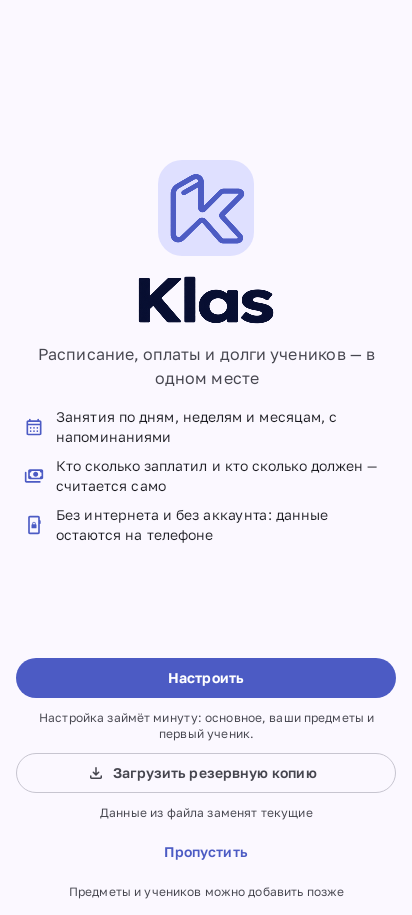 Klas
Расписание, оплаты и долги учеников — в
одном месте
Занятия по дням, неделям и месяцам, с
напоминаниями
Кто сколько заплатил и кто сколько должен —
считается само
Без интернета и без аккаунта: данные
остаются на телефоне
Настроить
Настройка займёт минуту: основное, ваши предметы и
первый ученик.
Загрузить резервную копию
Данные из файла заменят текущие
Пропустить
Предметы и учеников можно добавить позже